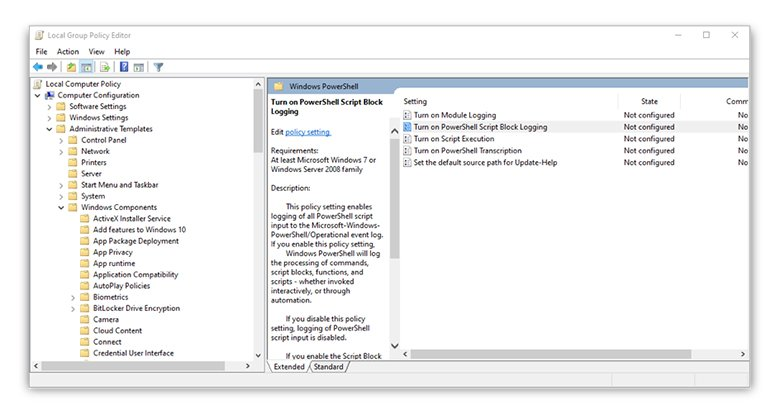 Local Group Policy Editor
File Action View Help
Local Computer Policy
Computer Configuration
Software Settings
Windows Settings
Administrative Templates
Control Panel
Network
Printers
Server
Start Menu and Taskbar
System
Windows Components
ActiveX Installer Service
Add features to Windows 10
App Package Deployment
App Privacy
App runtime
Application Compatibility
AutoPlay Policies
Biometrics
BitLocker Drive Encryption
Camera
Cloud Content
Connect
Credential User Interface
Windows PowerShell
Turn on PowerShell Script Block
Logging
Edit policy setting
Requirements:
At least Microsoft Windows 7 or
Windows Server 2008 family
Description:
This policy setting enables
logging of all PowerShell script
input to the Microsoft-Windows-
PowerShell/Operational event log.
If you enable this policy setting,
Windows PowerShell will log
the processing of commands,
script blocks, functions, and
scripts - whether invoked
interactively, or through
automation.
If you disable this policy
setting, logging of PowerShell
script input is disabled.
If you enable the Script Block
Setting State Comm
Turn on Module Logging Not configured No
Turn on PowerShell Script Block Logging Not configured No
Turn on Script Execution Not configured No
Turn on PowerShell Transcription Not configured No
Set the default source path for Update-Help Not configured No
Extended Standard